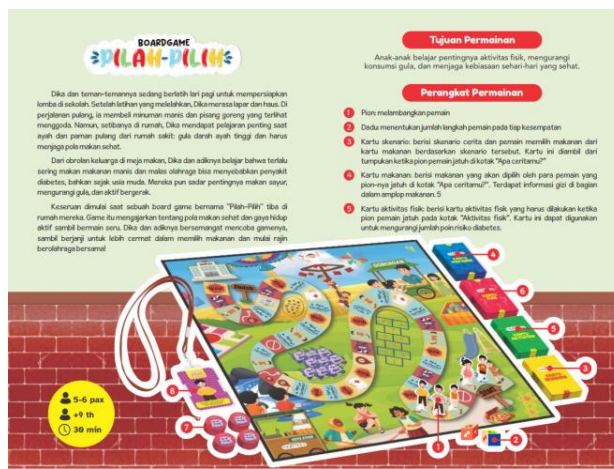 BOARDGAME
PILAH-PILIH
Dika dan teman-temannya sedang berlatih lari pagi untuk mempersiapkan
lomba di sekolah. Setelah latihan yang melelahkan, Dika merasa lapar dan haus. Di
perjalanan pulang, ia membeli minuman manis dan pisang goreng yang terlihat
menggoda. Namun, setibanya di rumah, Dika mendapat pelajaran penting saat
ayah dan paman pulang dari rumah sakit: gula darah ayah tinggi dan harus
menjaga pola makan sehat.
Dari obrolan keluarga di meja makan, Dika dan adiknya belajar bahwa terlalu
sering makan makanan manis dan malas olahraga bisa menyebabkan penyakit
diabetes, bahkan sejak usia muda. Mereka pun sadar pentingnya makan sayur,
mengurangi gula, dan aktif bergerak.
Keseruan dimulai saat sebuah board game bernama "Pilah-Pilih" tiba di
rumah mereka. Game itu mengajarkan tentang pola makan sehat dan gaya hidup
aktif sambil bermain seru. Dika dan adiknya bersemangat mencoba gamenya,
sambil berjanji untuk lebih cermat dalam memilih makanan dan mulai rajin
berolahraga bersama!
Tujuan Permainan
Anak-anak belajar pentingnya aktivitas fisik, mengurangi
konsumsi gula, dan menjaga kebiasaan sehari-hari yang sehat.
Perangkat Permainan
1 Pion: melambangkan pemain
2 Dadu menentukan jumlah langkah pemain pada tiap kesempatan
3 Kartu skenario: berisi skenario cerita dan pemain memilih makanan dari
kartu makanan berdasarkan skenario tersebut. Kartu ini diambil dari
tumpukan ketika pion pemain jatuh di kotak "Apa ceritamu?"
4 Kartu makanan: berisi makanan yang akan dipilih oleh para pemain yang
pion-nya jatuh di kotak "Apa ceritamu?". Terdapat informasi gizi di bagian
dalam amplop makanan. 5
5 Kartu aktivitas fisik: berisi kartu aktivitas fisik yang harus dilakukan ketika
pion pemain jatuh pada kotak "Aktivitas fisik". Kartu ini dapat digunakan
untuk mengurangi jumlah poin risiko diabetes.
4
6
5
3
8
7
1
2
5-6 pax
+9 th
30 min